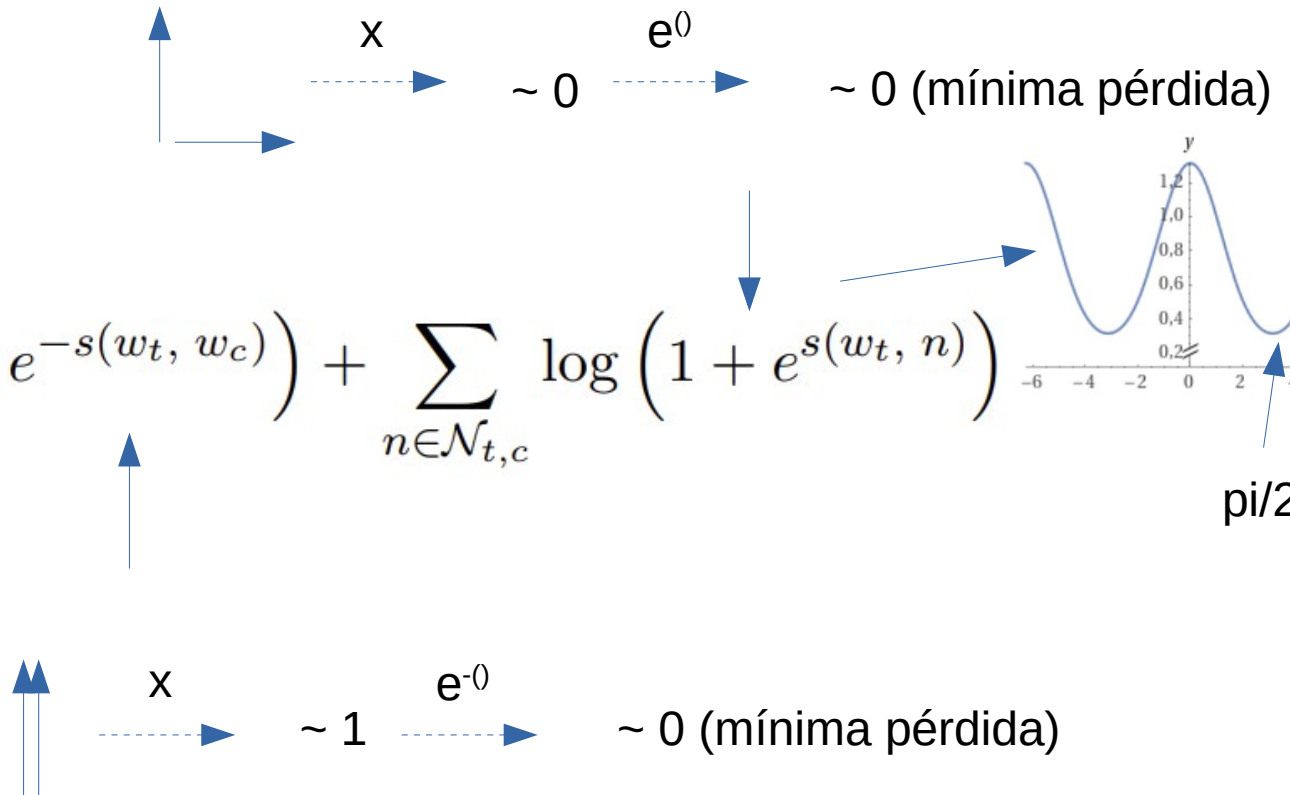 x e^()
~ 0 ~ 0 (mínima pérdida)
y
1,2
1,0
0,8
0,6
0,4
0,2
-6 -4 -2 0 2 4
e^{-s(w_t, w_c)}) + ∑_{n∈𝒩_{t,c}} log(1 + e^{s(w_t, n)})
pi/2
x e^-()
~ 1 ~ 0 (mínima pérdida)